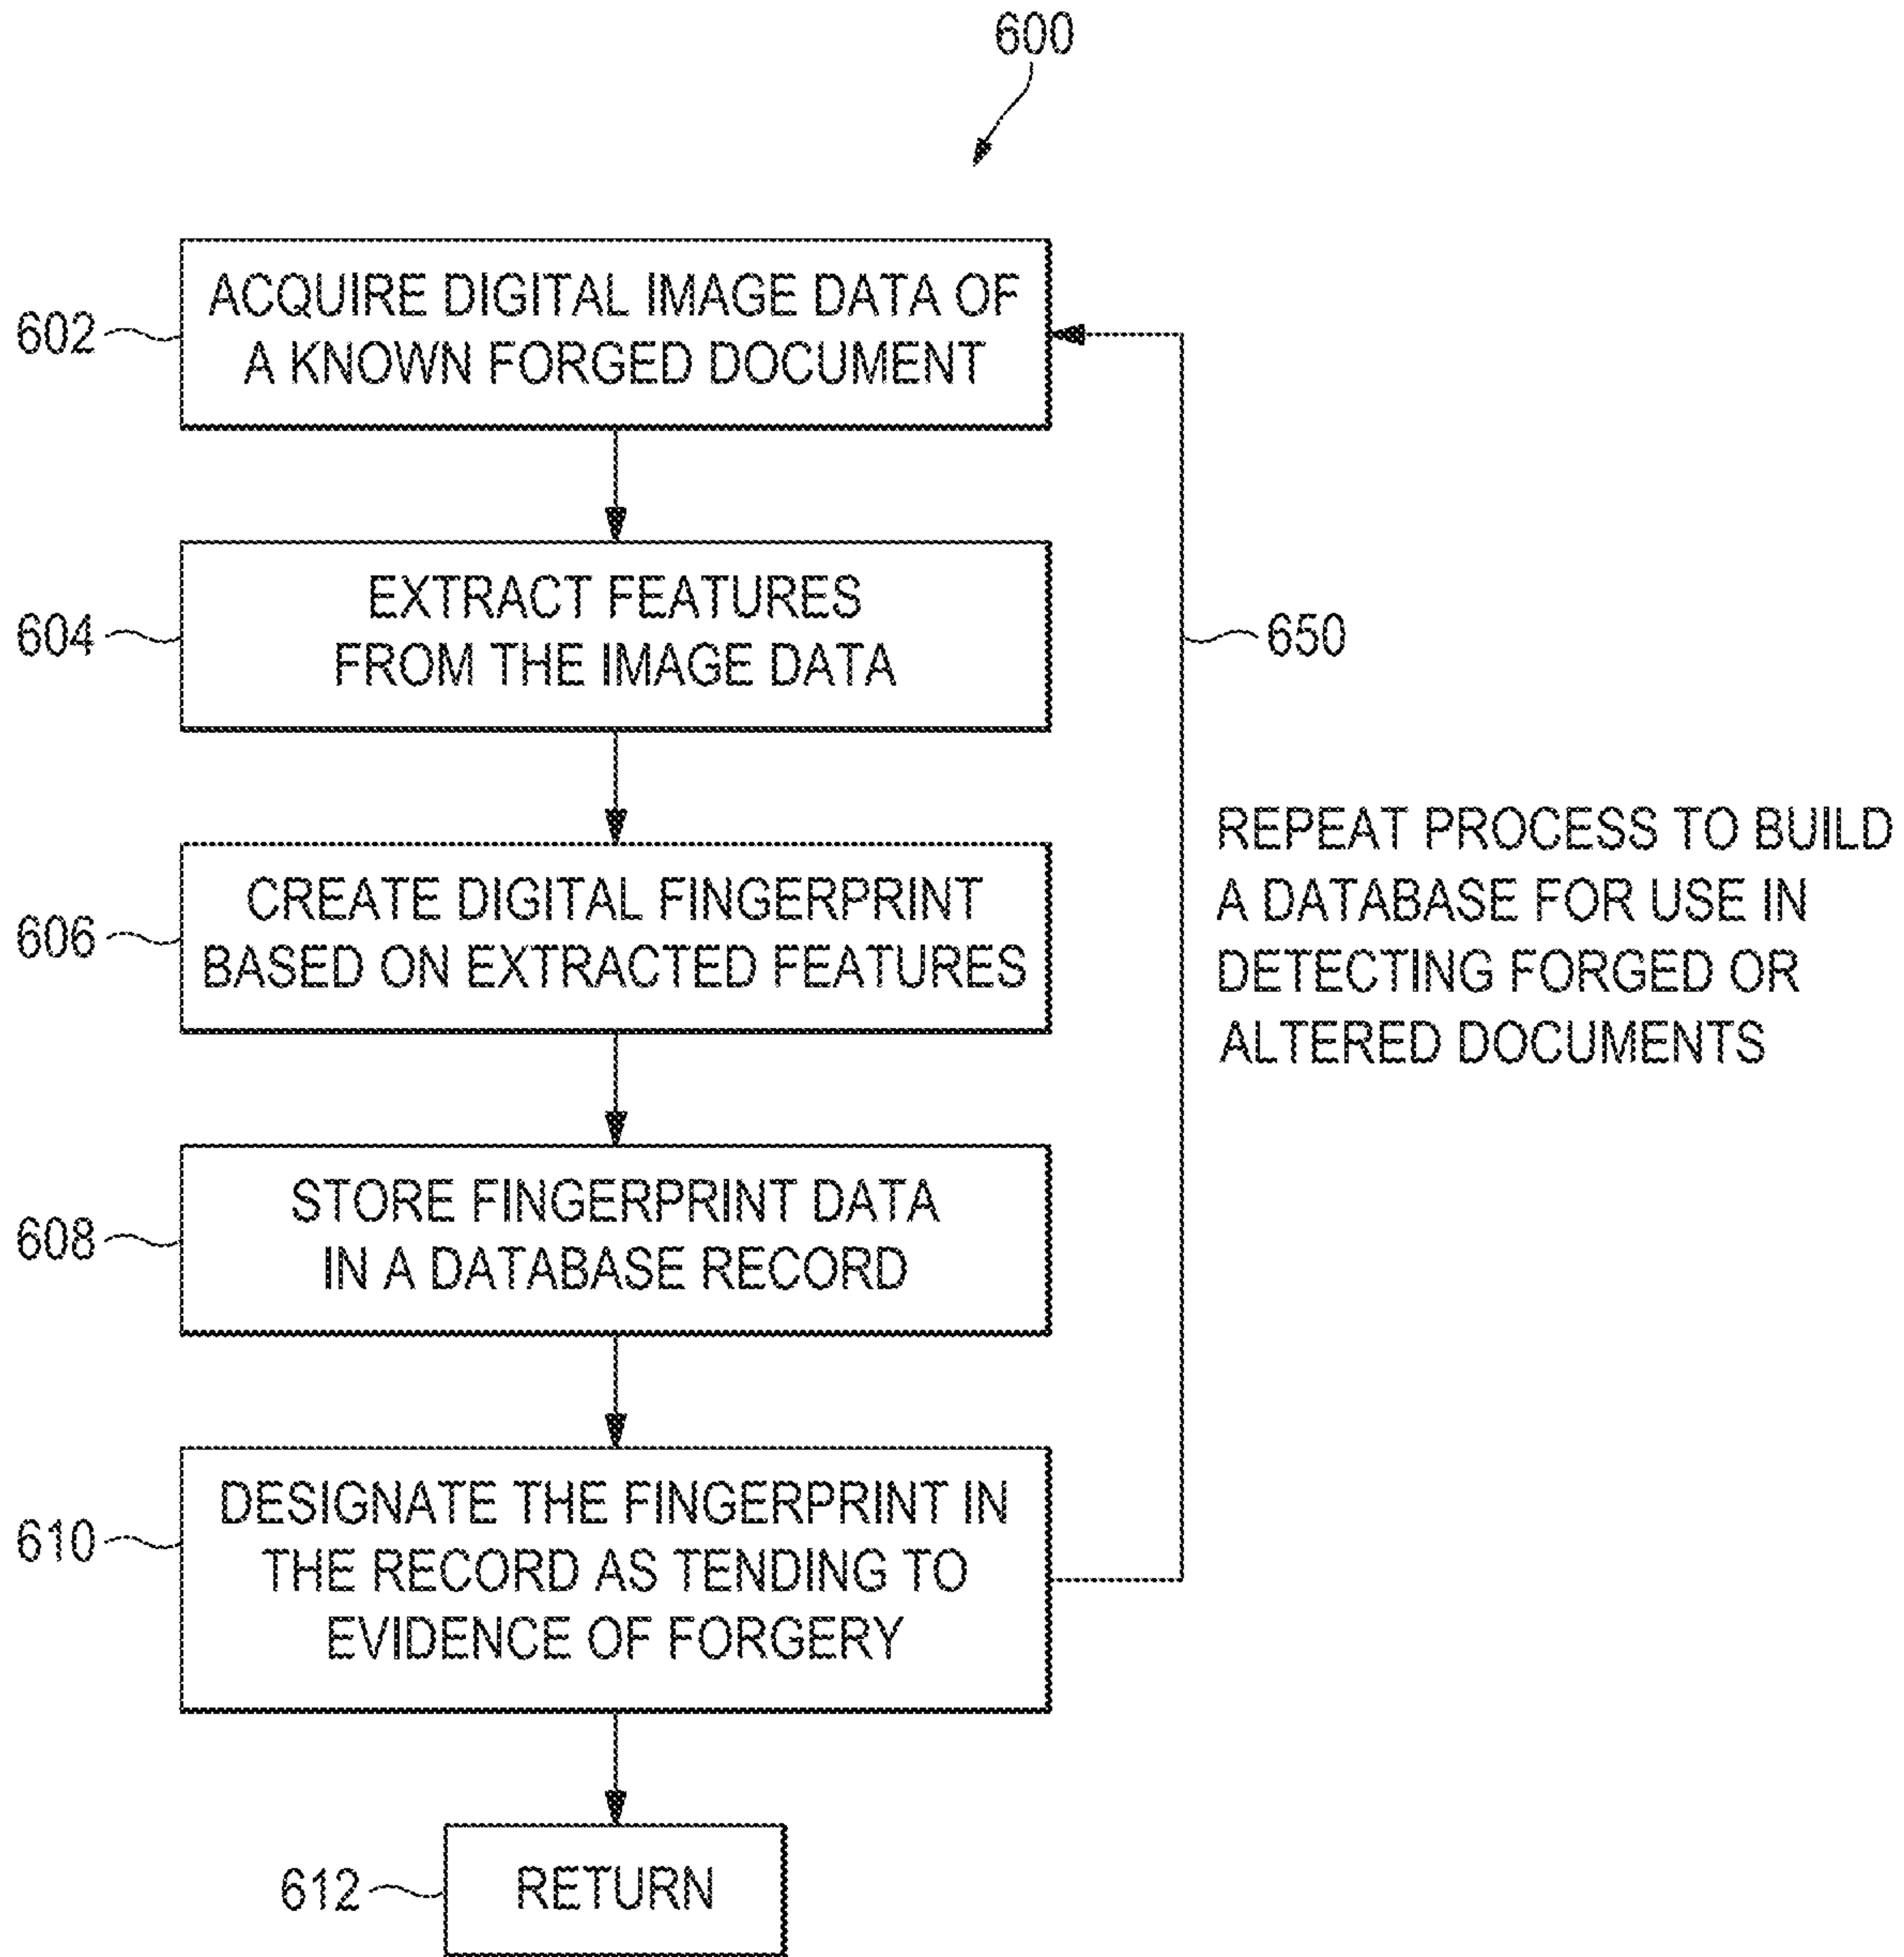 600
602
ACQUIRE DIGITAL IMAGE DATA OF
A KNOWN FORGED DOCUMENT
604
EXTRACT FEATURES
FROM THE IMAGE DATA
650
606
CREATE DIGITAL FINGERPRINT
BASED ON EXTRACTED FEATURES
REPEAT PROCESS TO BUILD
A DATABASE FOR USE IN
DETECTING FORGED OR
ALTERED DOCUMENTS
608
STORE FINGERPRINT DATA
IN A DATABASE RECORD
610
DESIGNATE THE FINGERPRINT IN
THE RECORD AS TENDING TO
EVIDENCE OF FORGERY
612
RETURN